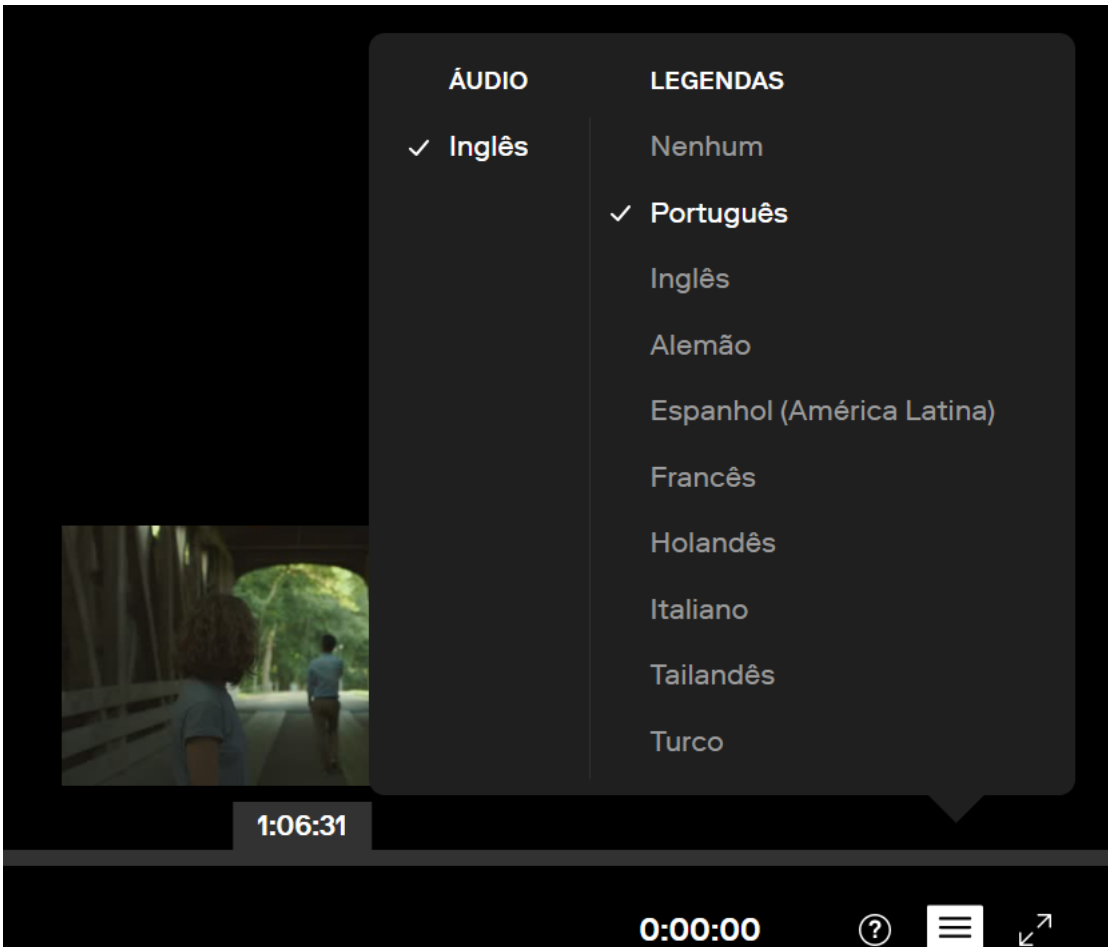 ÁUDIO
Inglês
LEGENDAS
Nenhum
Português
Inglês
Alemão
Espanhol (América Latina)
Francês
Holandês
Italiano
Tailandês
Turco
1:06:31
0:00:00
?